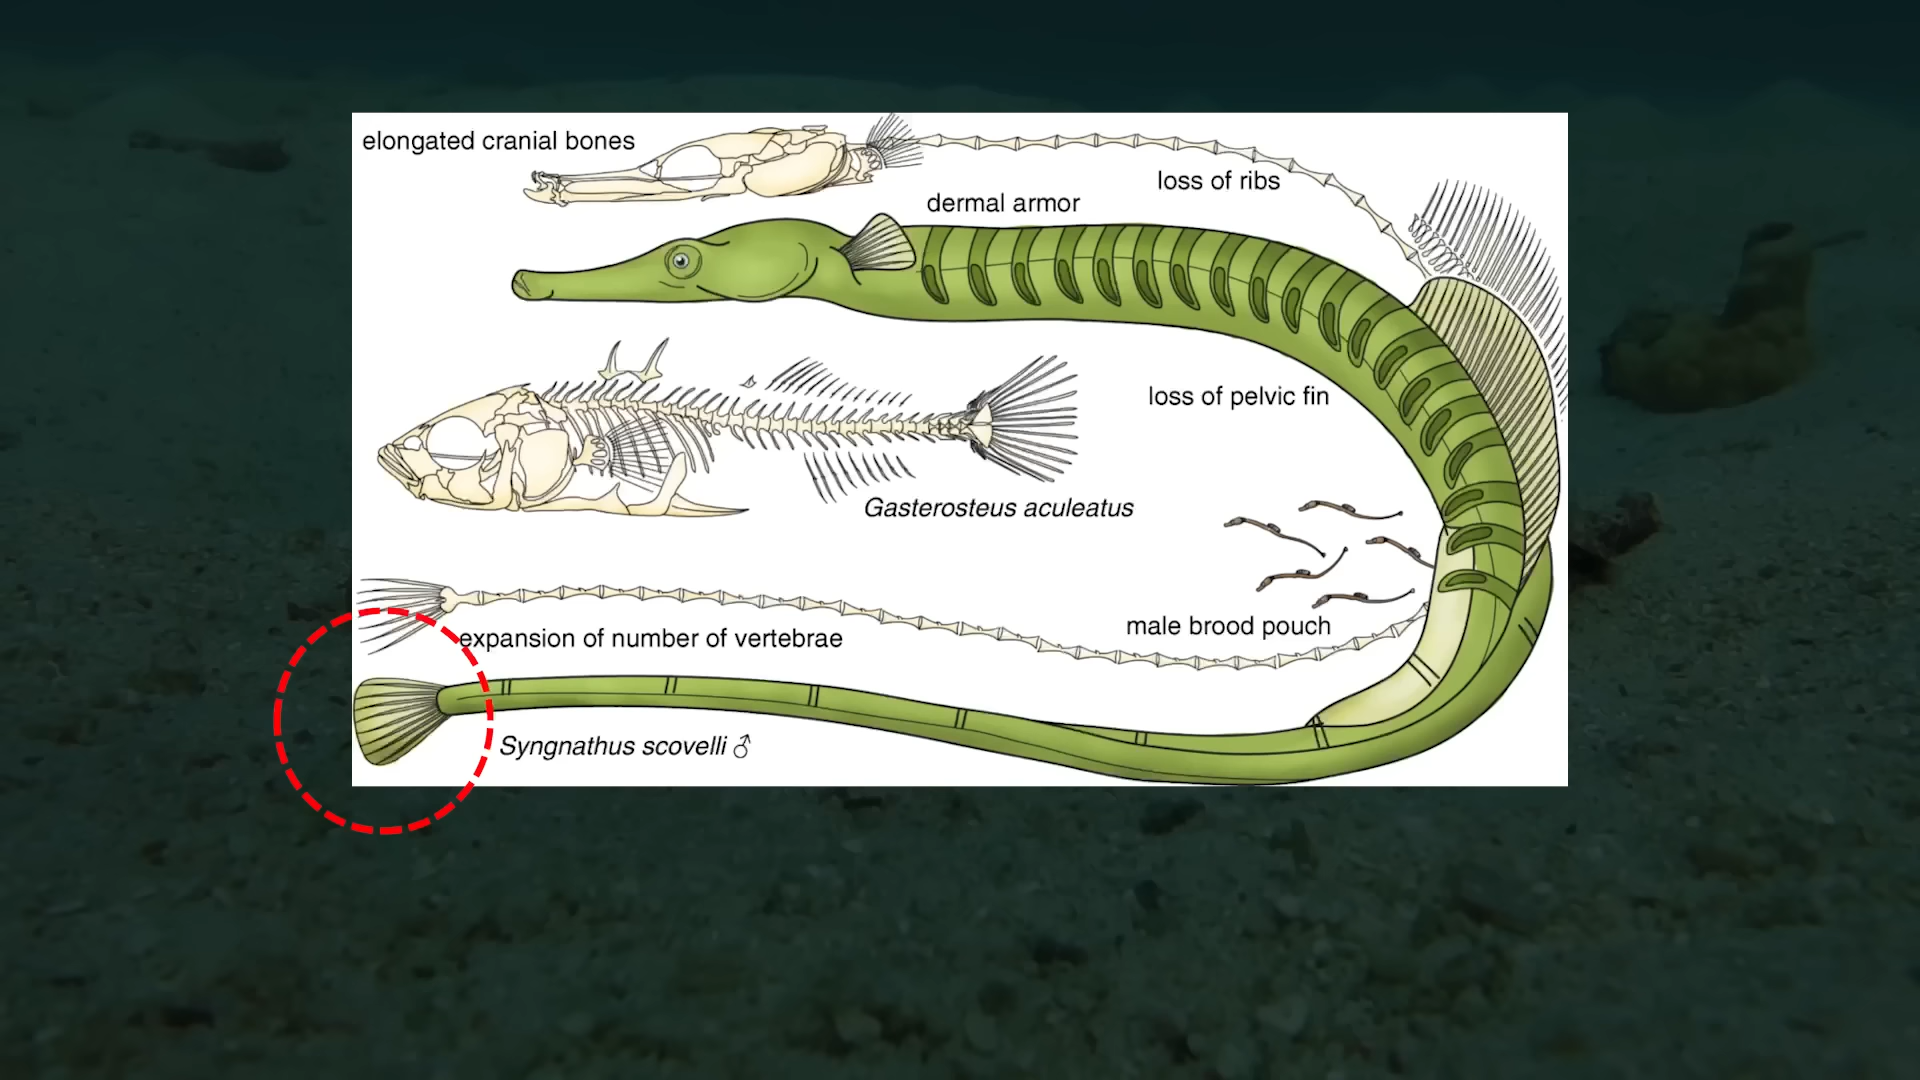 elongated cranial bones
loss of ribs
dermal armor
loss of pelvic fin
Gasterosteus aculeatus
male brood pouch
expansion of number of vertebrae
Syngnathus scovelli ♂